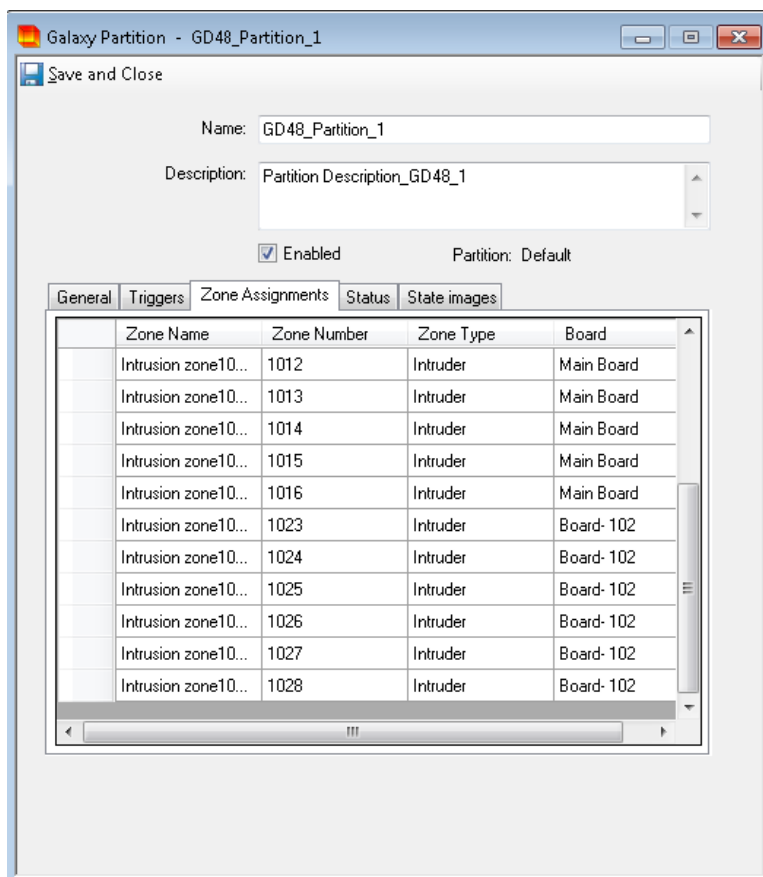 Galaxy Partition - GD48_Partition_1
Save and Close
Name: GD48_Partition_1
Description: Partition Description_GD48_1
Enabled Partition: Default
General Triggers Zone Assignments Status State images
Zone Name Zone Number Zone Type Board
Intrusion zone10... 1012 Intruder Main Board
Intrusion zone10... 1013 Intruder Main Board
Intrusion zone10... 1014 Intruder Main Board
Intrusion zone10... 1015 Intruder Main Board
Intrusion zone10... 1016 Intruder Main Board
Intrusion zone10... 1023 Intruder Board- 102
Intrusion zone10... 1024 Intruder Board- 102
Intrusion zone10... 1025 Intruder Board- 102
Intrusion zone10... 1026 Intruder Board- 102
Intrusion zone10... 1027 Intruder Board- 102
Intrusion zone10... 1028 Intruder Board- 102